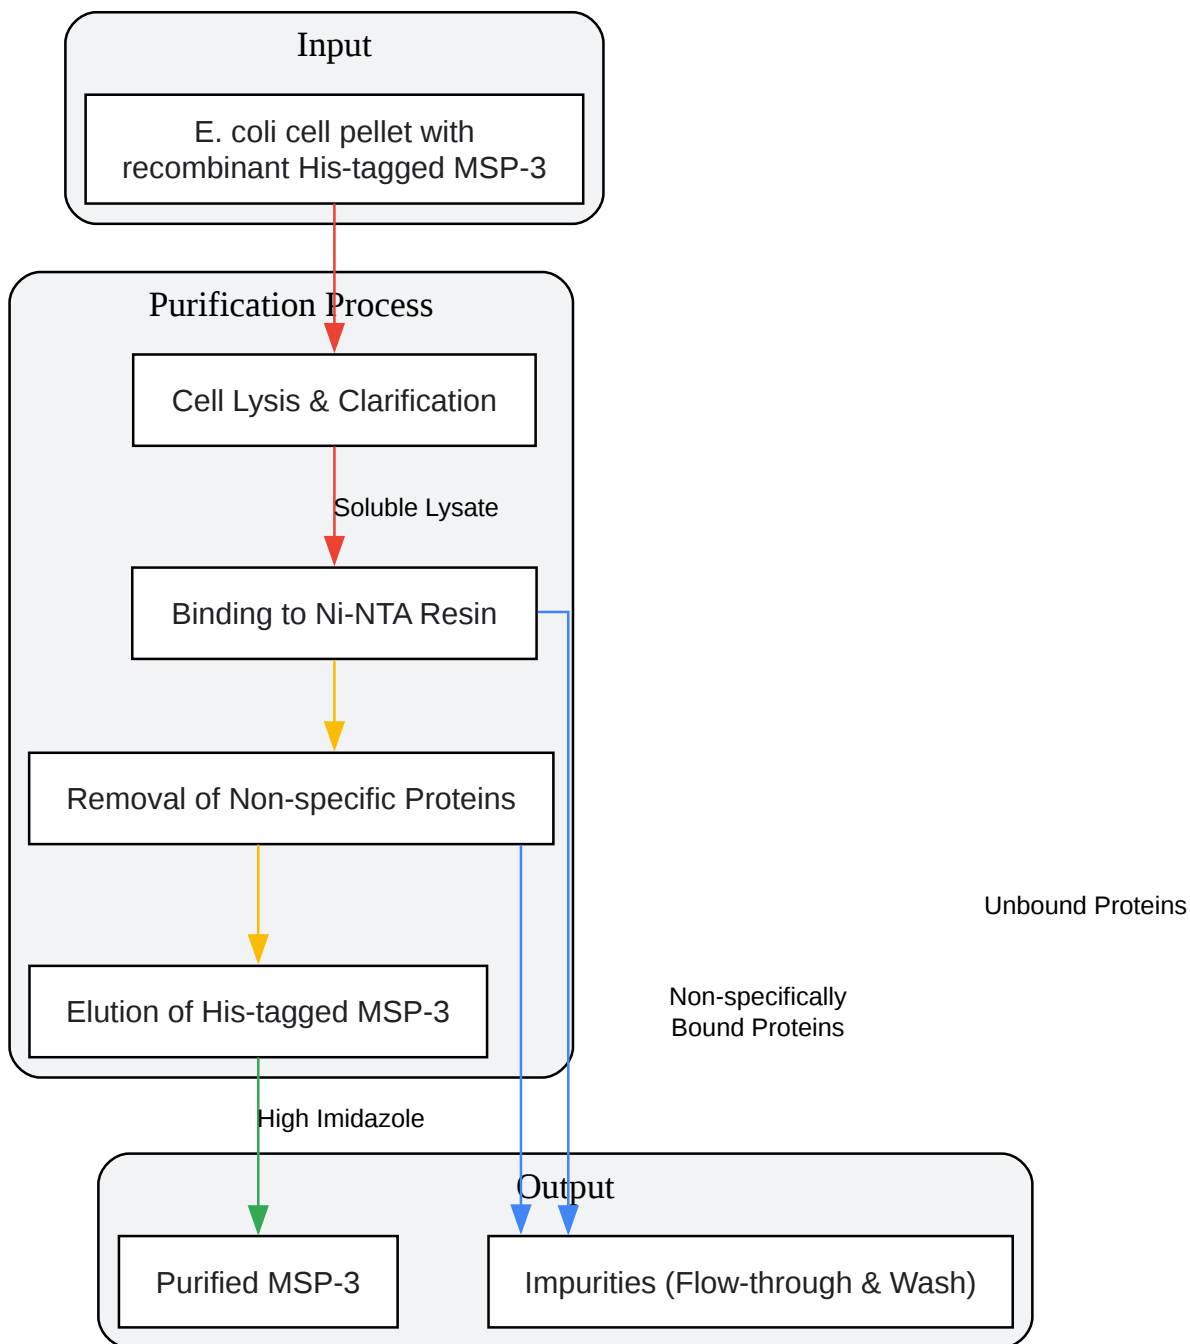 Input
E. coli cell pellet with
recombinant His-tagged MSP-3
Purification Process
Cell Lysis & Clarification
Soluble Lysate
Binding to Ni-NTA Resin
Removal of Non-specific Proteins
Unbound Proteins
Non-specifically
Bound Proteins
Elution of His-tagged MSP-3
High Imidazole
Output
Purified MSP-3
Impurities (Flow-through & Wash)